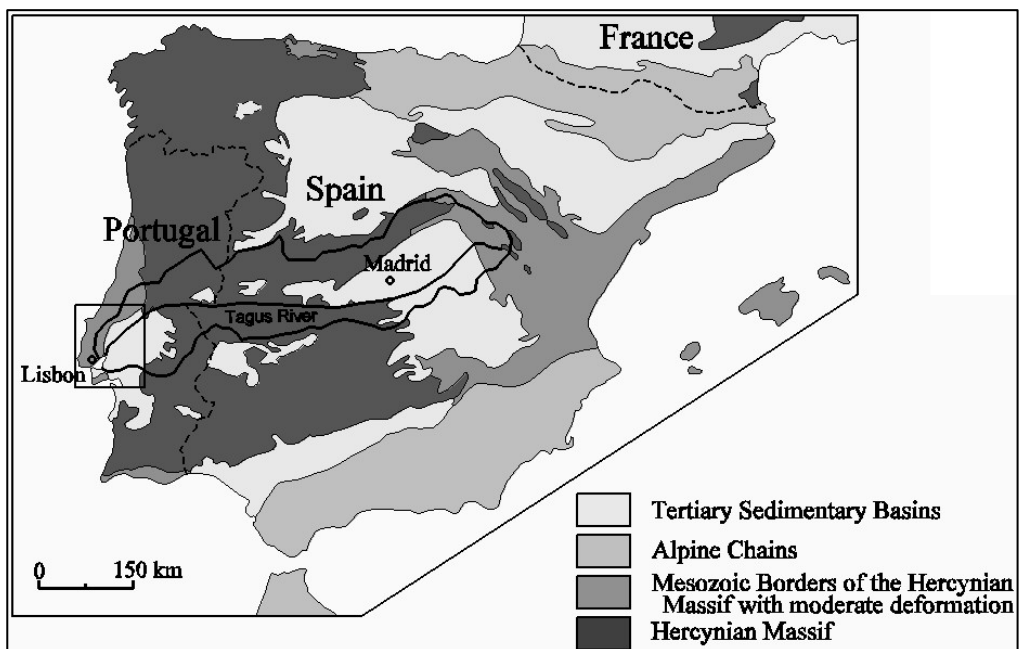 France
Spain
Portugal
Madrid
Tagus River
Lisbon
0 150 km
Tertiary Sedimentary Basins
Alpine Chains
Mesozoic Borders of the Hercynian
Massif with moderate deformation
Hercynian Massif